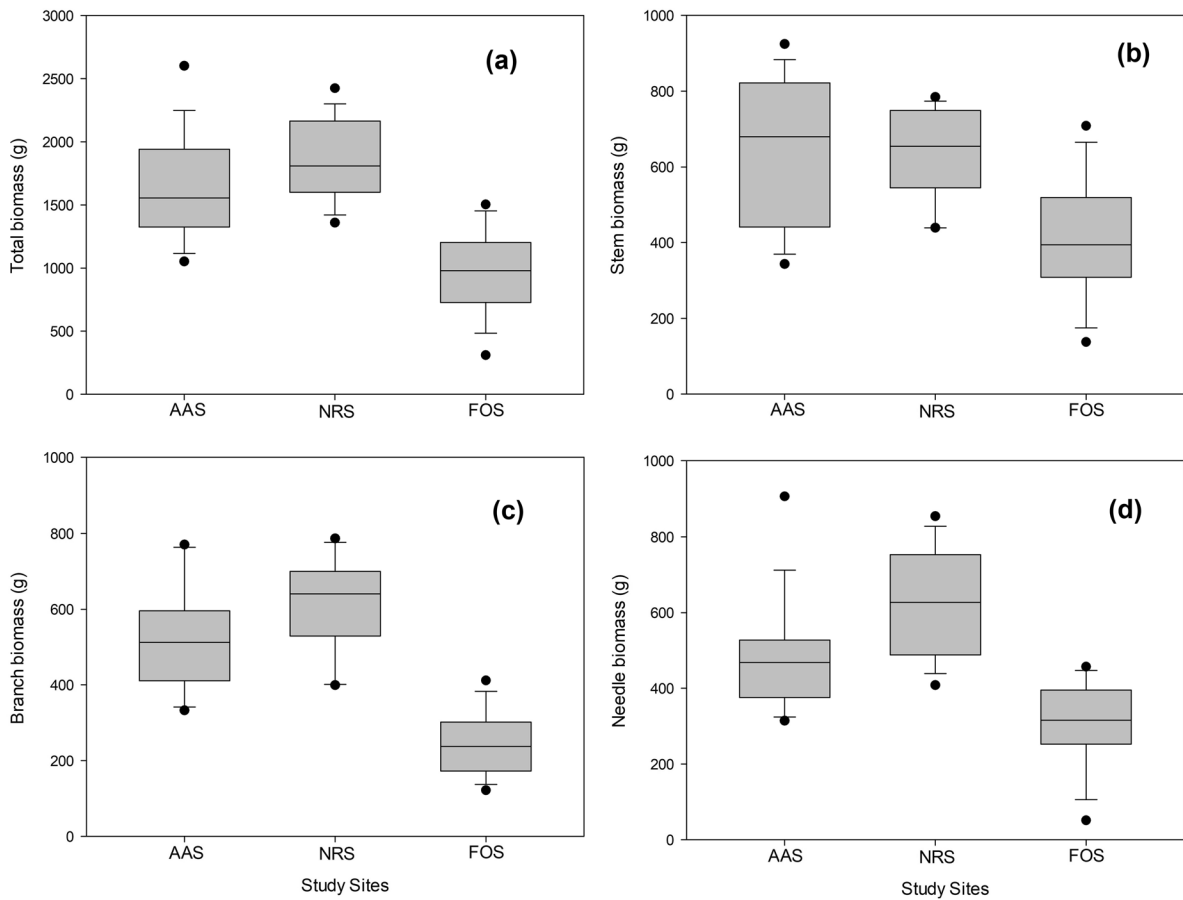 3000
2500
2000
1500
1000
500
0
Total biomass (g)
(a)
AAS NRS FOS
1000
800
600
400
200
0
Stem biomass (g)
(b)
AAS NRS FOS
1000
800
600
400
200
0
Branch biomass (g)
(c)
AAS NRS FOS
Study Sites
1000
800
600
400
200
0
Needle biomass (g)
(d)
AAS NRS FOS
Study Sites